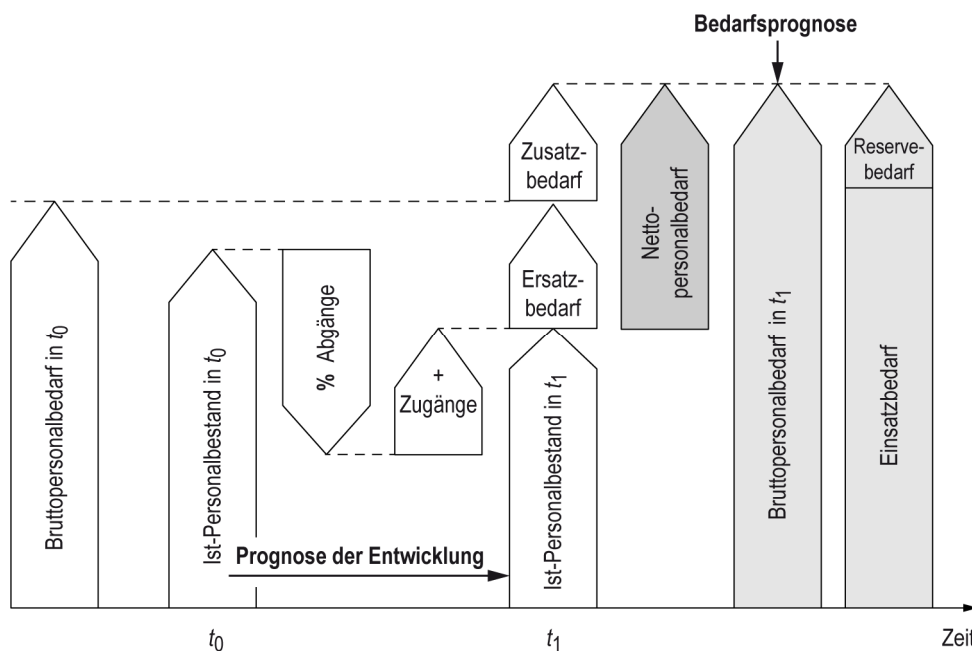 Bedarfsprognose
Zusatz-
bedarf
Reserve-
bedarf
Netto-
personalbedarf
Ersatz-
bedarf
% Abgänge
+
Zugänge
Bruttopersonalbedarf in t0
Ist-Personalbestand in t0
Ist-Personalbestand in t1
Bruttopersonalbedarf in t1
Einsatzbedarf
Prognose der Entwicklung
t0
t1
Zeit